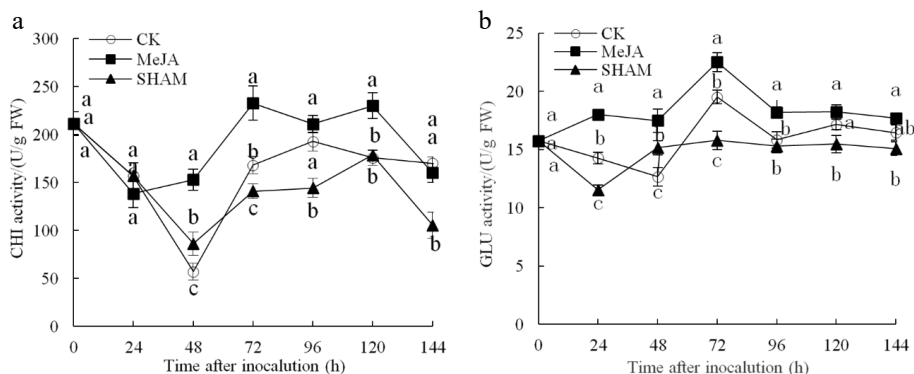 a
CK
MeJA
SHAM
CHI activity/(U/g FW)
300
250
200
150
100
50
0
a
a
a
a
a
a
b
c
a
b
c
a
a
b
a
b
b
a
a
b
0 24 48 72 96 120 144
Time after inocalution (h)
b
CK
MeJA
SHAM
GLU activity/(U/g FW)
25
20
15
10
5
0
a
a
a
a
b
c
a
b
c
a
b
c
a
b
b
a
a
b
a
ab
b
0 24 48 72 96 120 144
Time after inocalution (h)